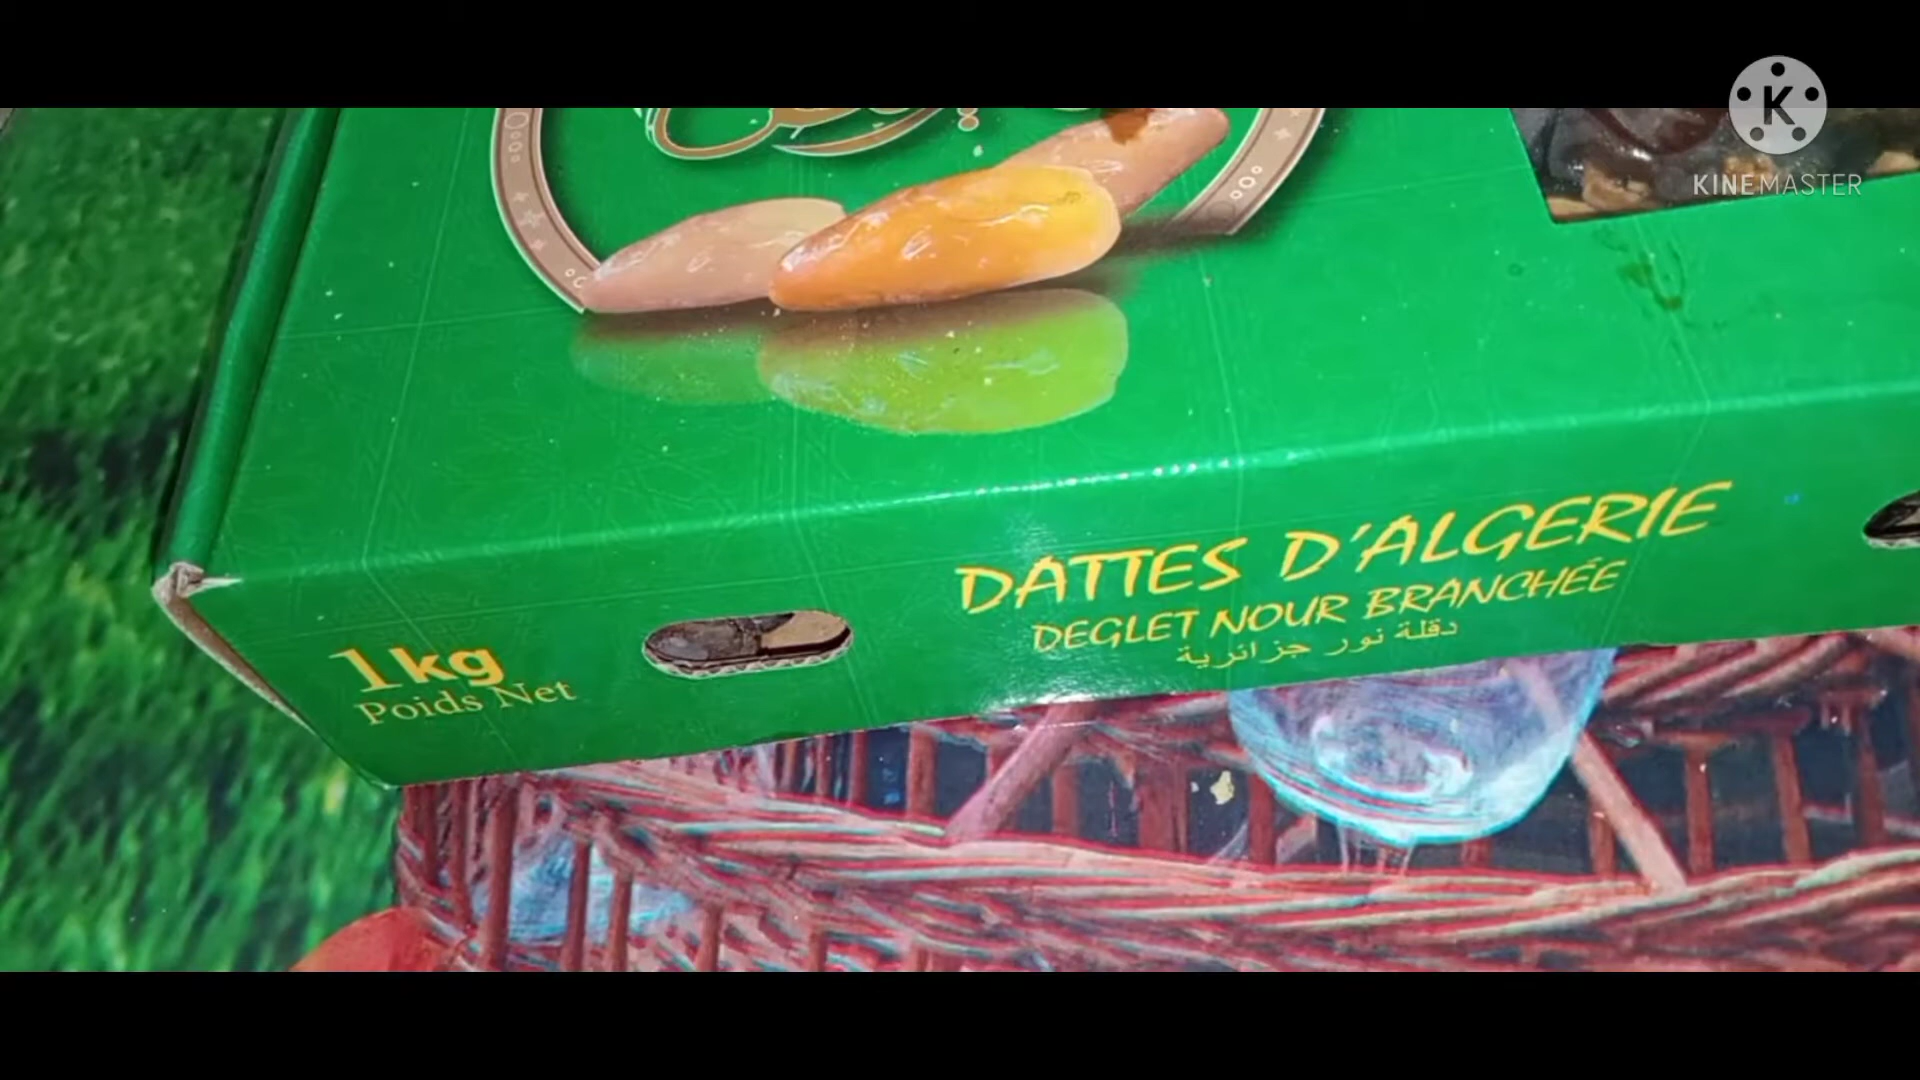 KINEMASTER
DATTES D'ALGERIE
DEGLET NOUR BRANCHÉE
دقلة نور جزائرية
1kg
Poids Net